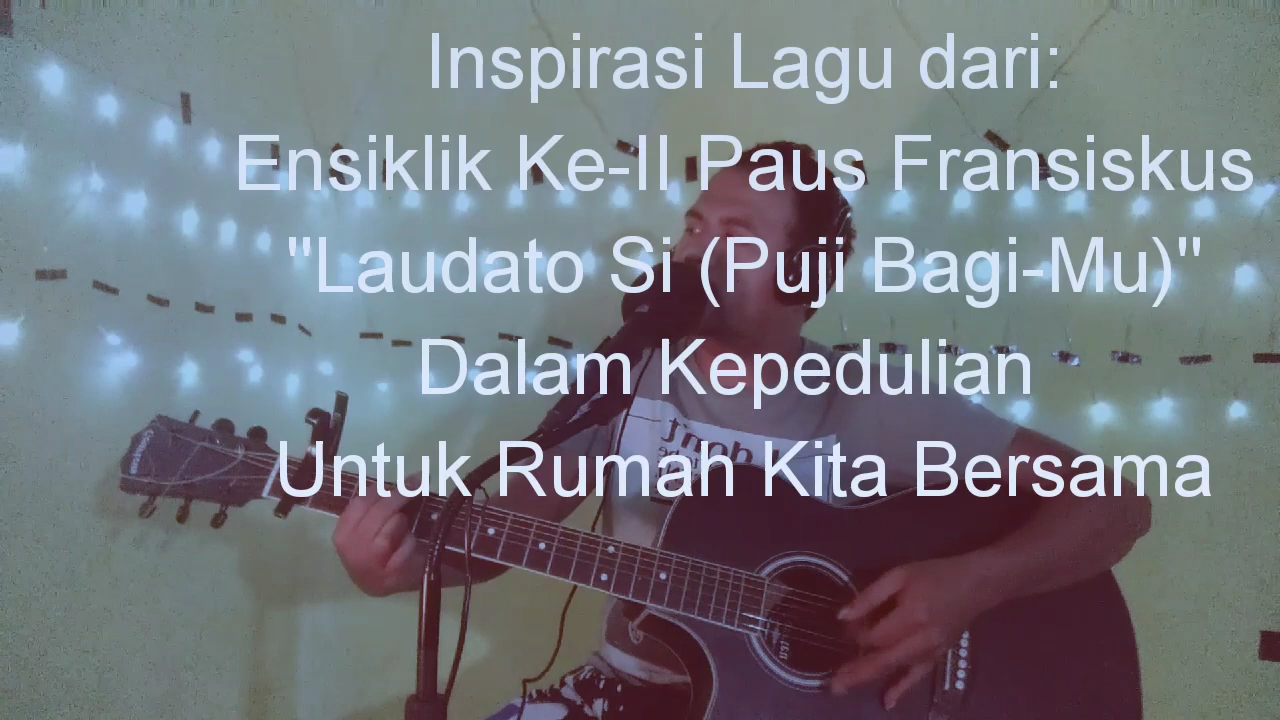 Inspirasi Lagu dari:
Ensiklik Ke-II Paus Fransiskus
"Laudato Si (Puji Bagi-Mu)"
Dalam Kepedulian
Untuk Rumah Kita Bersama